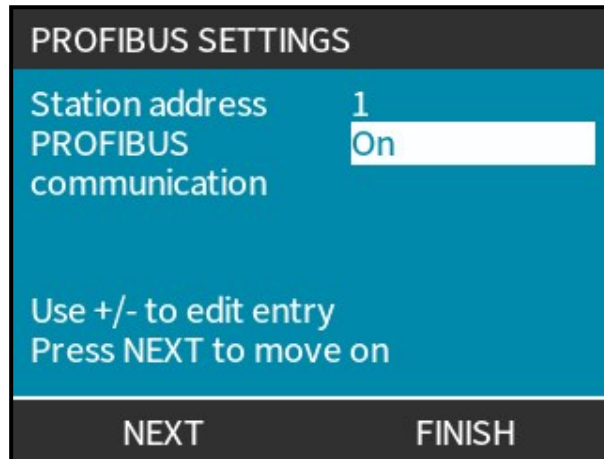 PROFIBUS SETTINGS
Station address 1
PROFIBUS On
communication
Use +/- to edit entry
Press NEXT to move on
NEXT FINISH